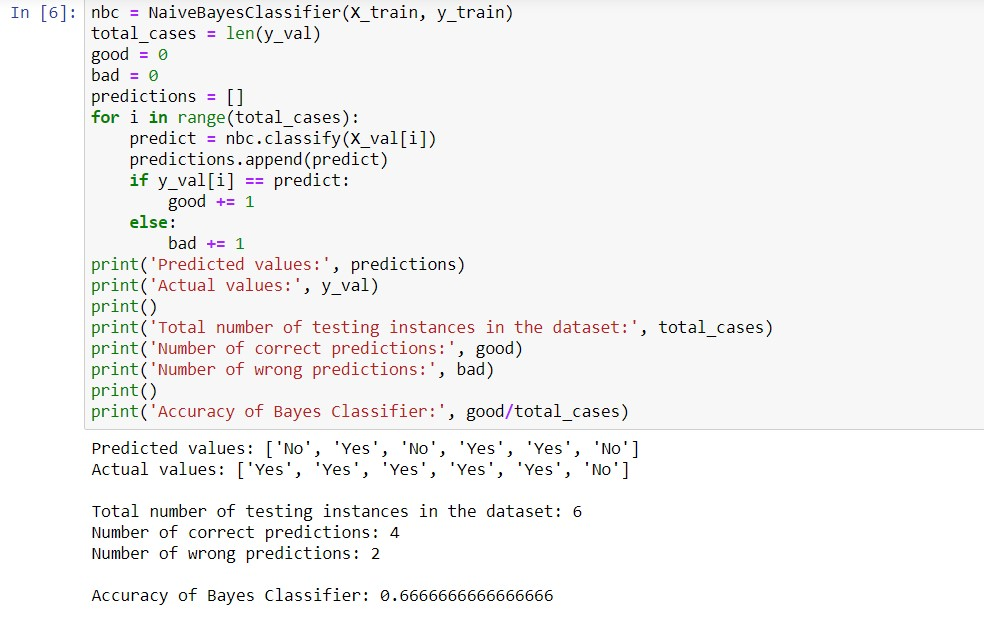 In [6]: nbc = NaiveBayesClassifier(X_train, y_train)
total_cases = len(y_val)
good = 0
bad = 0
predictions = []
for i in range(total_cases):
    predict = nbc.classify(X_val[i])
    predictions.append(predict)
    if y_val[i] == predict:
        good += 1
    else:
        bad += 1
print('Predicted values:', predictions)
print('Actual values:', y_val)
print()
print('Total number of testing instances in the dataset:', total_cases)
print('Number of correct predictions:', good)
print('Number of wrong predictions:', bad)
print()
print('Accuracy of Bayes Classifier:', good/total_cases)
Predicted values: ['No', 'Yes', 'No', 'Yes', 'Yes', 'No']
Actual values: ['Yes', 'Yes', 'Yes', 'Yes', 'Yes', 'No']
Total number of testing instances in the dataset: 6
Number of correct predictions: 4
Number of wrong predictions: 2
Accuracy of Bayes Classifier: 0.6666666666666666